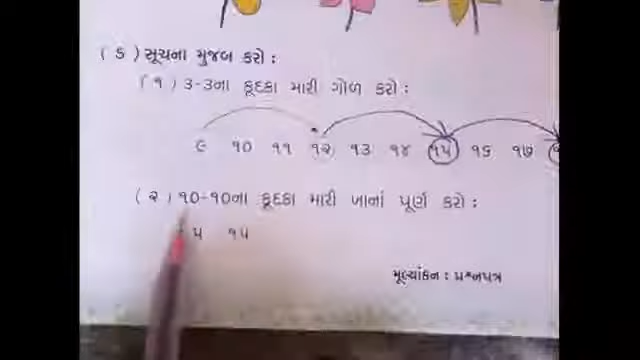 (ડ) સૂચના મુજબ કરો :
(૧) ૩-૩ના કૂદકા મારી ગોળ કરો :
૯ ૧૦ ૧૧ ૧૨ ૧૩ ૧૪ ૧૫ ૧૬ ૧૭
(૨) ૧૦-૧૦ના કૂદકા મારી ખાનાં પૂર્ણ કરો :
૫ ૧૫
મૂલ્યાંકન : પ્રશ્નપત્ર